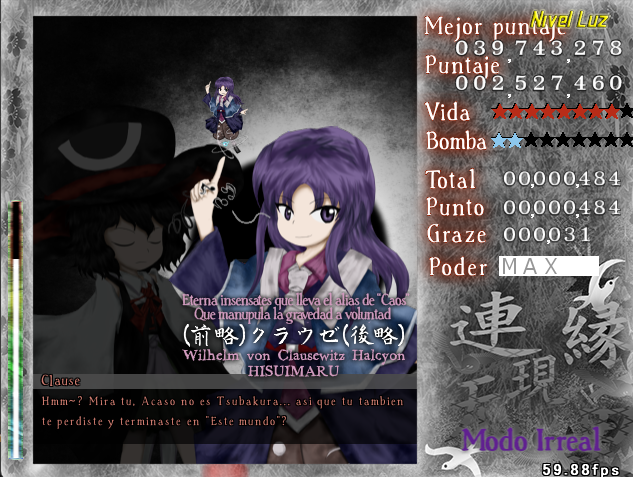 Nivel Luz
Mejor puntaje
039,743,278
Puntaje
002,527,460
Vida
Bomba
Total 00,000,484
Punto 00,000,484
Graze 000,031
Poder MAX
Eterna insensates que lleva el alias de "Caos"
Que manupula la gravedad a voluntad
(前略)クラウゼ(後略)
Wilhelm von Clausewitz Halcyon
HISUIMARU
Clause
Hmm~? Mira tu, Acaso no es Tsubakura... asi que tu tambien
te perdiste y terminaste en "Este mundo"?
連縁
現
Modo Irreal
59.88fps